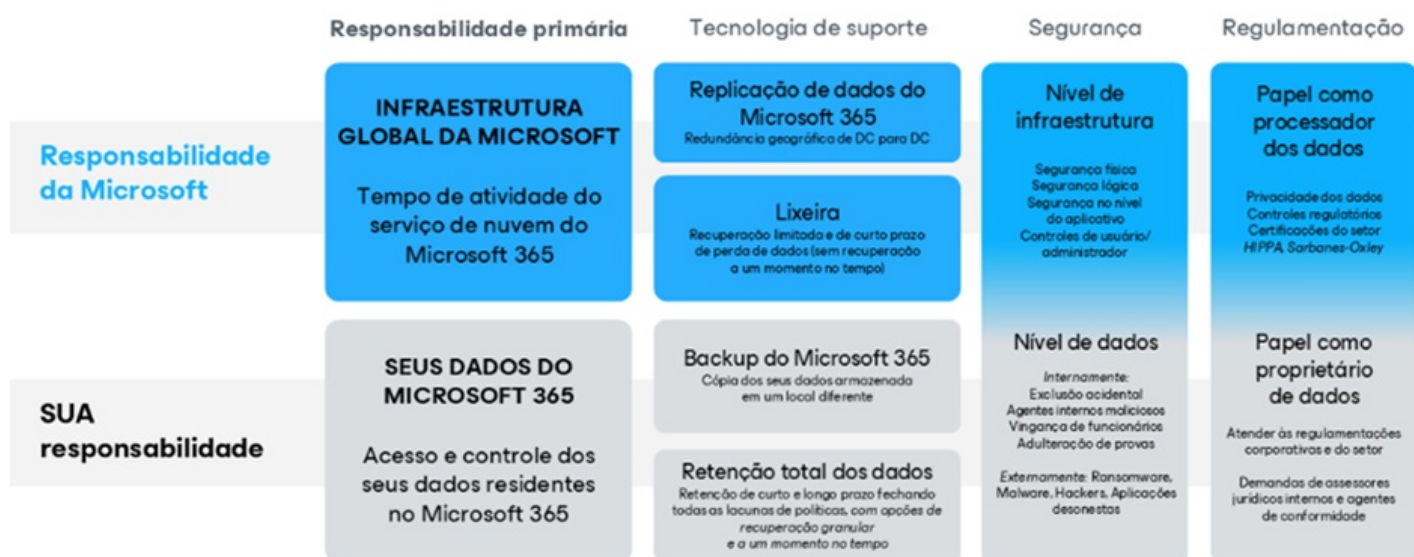 Responsabilidade primária
Tecnologia de suporte
Segurança
Regulamentação
Responsabilidade
da Microsoft
INFRAESTRUTURA
GLOBAL DA MICROSOFT
Tempo de atividade do
serviço de nuvem do
Microsoft 365
Replicação de dados do
Microsoft 365
Redundância geográfica de DC para DC
Lixeira
Recuperação limitada e de curto prazo
de perda de dados (sem recuperação
a um momento no tempo)
Nível de
infraestrutura
Segurança física
Segurança lógica
Segurança no nível
do aplicativo
Controles de usuário/
administrador
Papel como
processador
dos dados
Privacidade dos dados
Controles regulatórios
Certificações do setor
HIPPA, Sarbanes-Oxley
SUA
responsabilidade
SEUS DADOS DO
MICROSOFT 365
Acesso e controle dos
seus dados residentes
no Microsoft 365
Backup do Microsoft 365
Cópia dos seus dados armazenada
em um local diferente
Retenção total dos dados
Retenção de curto e longo prazo fechando
todas as lacunas de políticas, com opções de
recuperação granular
e a um momento no tempo
Nível de dados
Internamente:
Exclusão acidental
Agentes internos maliciosos
Vingança de funcionários
Adulteração de provas
Externamente: Ransomware,
Malware, Hackers, Aplicações
desonestas
Papel como
proprietário
de dados
Atender às regulamentações
corporativas e do setor
Demandas de assessores
jurídicos internos e agentes
de conformidade